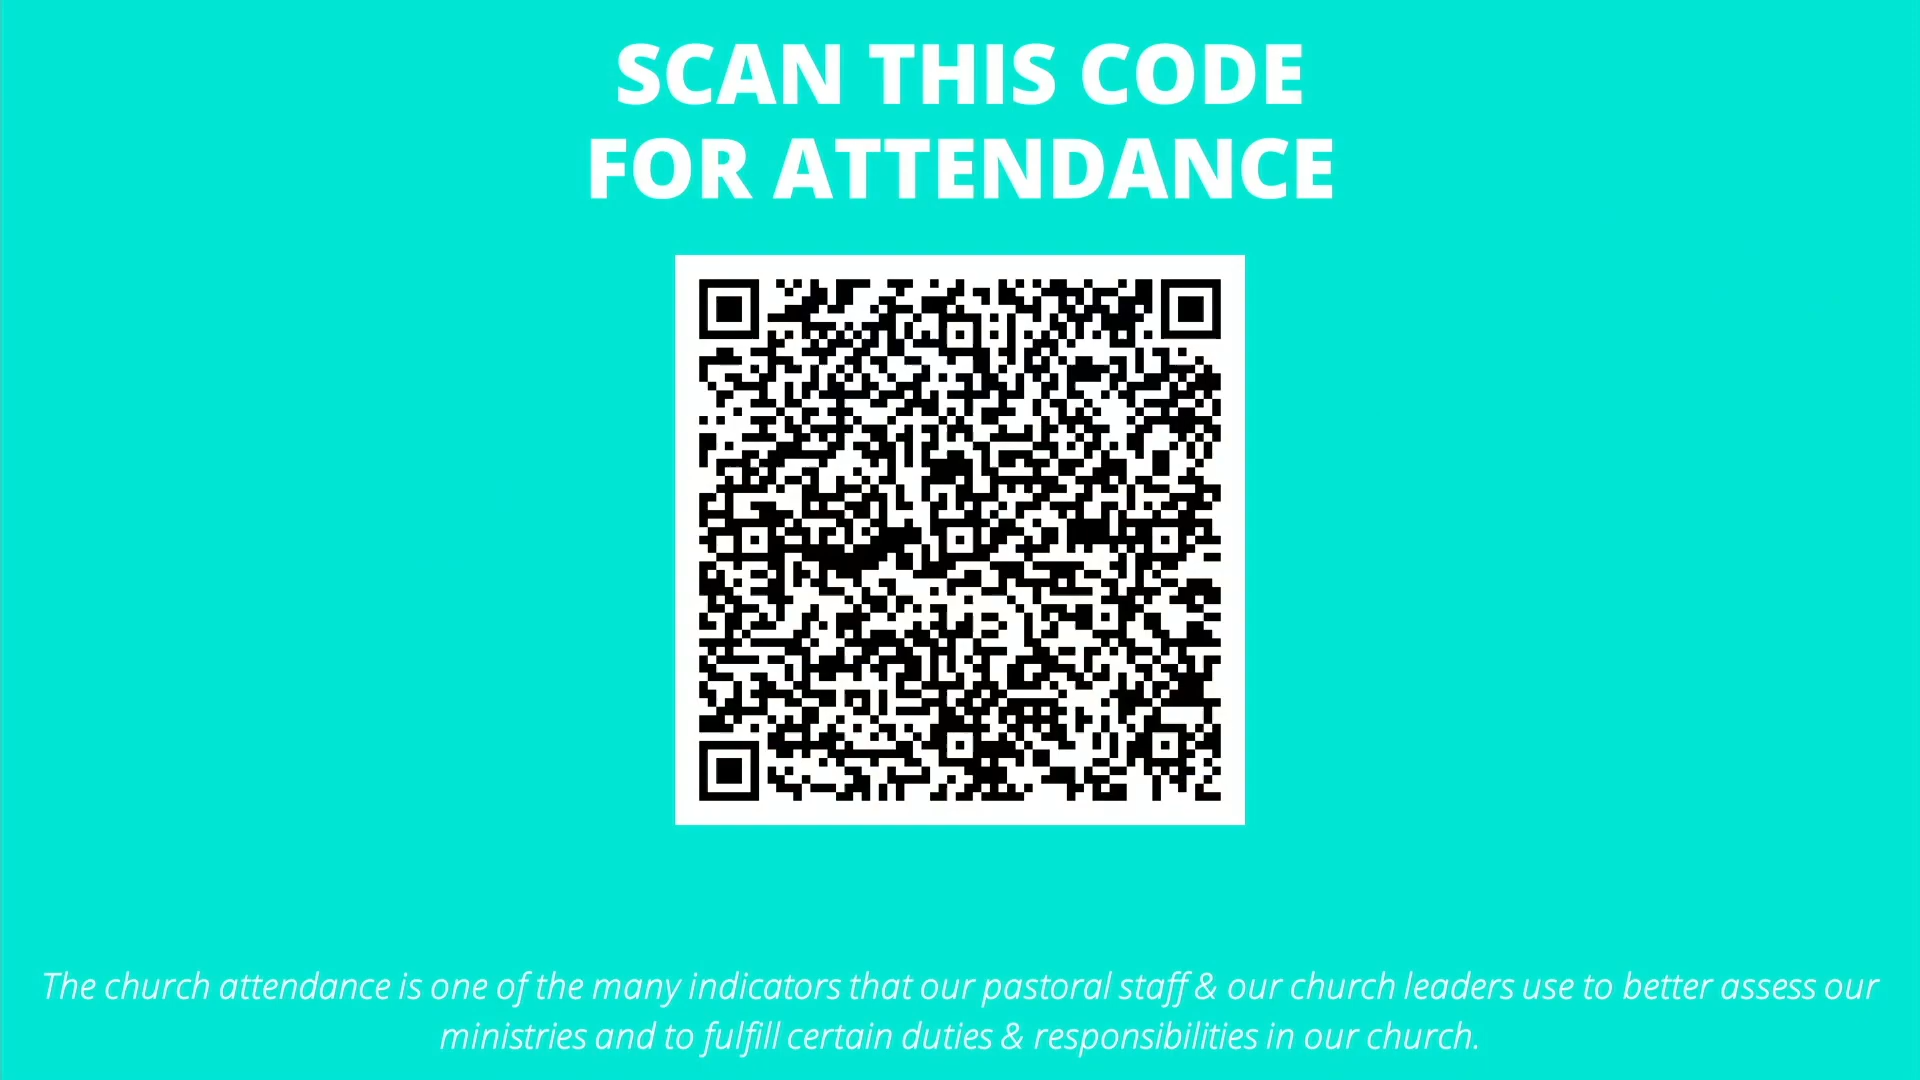 SCAN THIS CODE
FOR ATTENDANCE
The church attendance is one of the many indicators that our pastoral staff & our church leaders use to better assess our
ministries and to fulfill certain duties & responsibilities in our church.